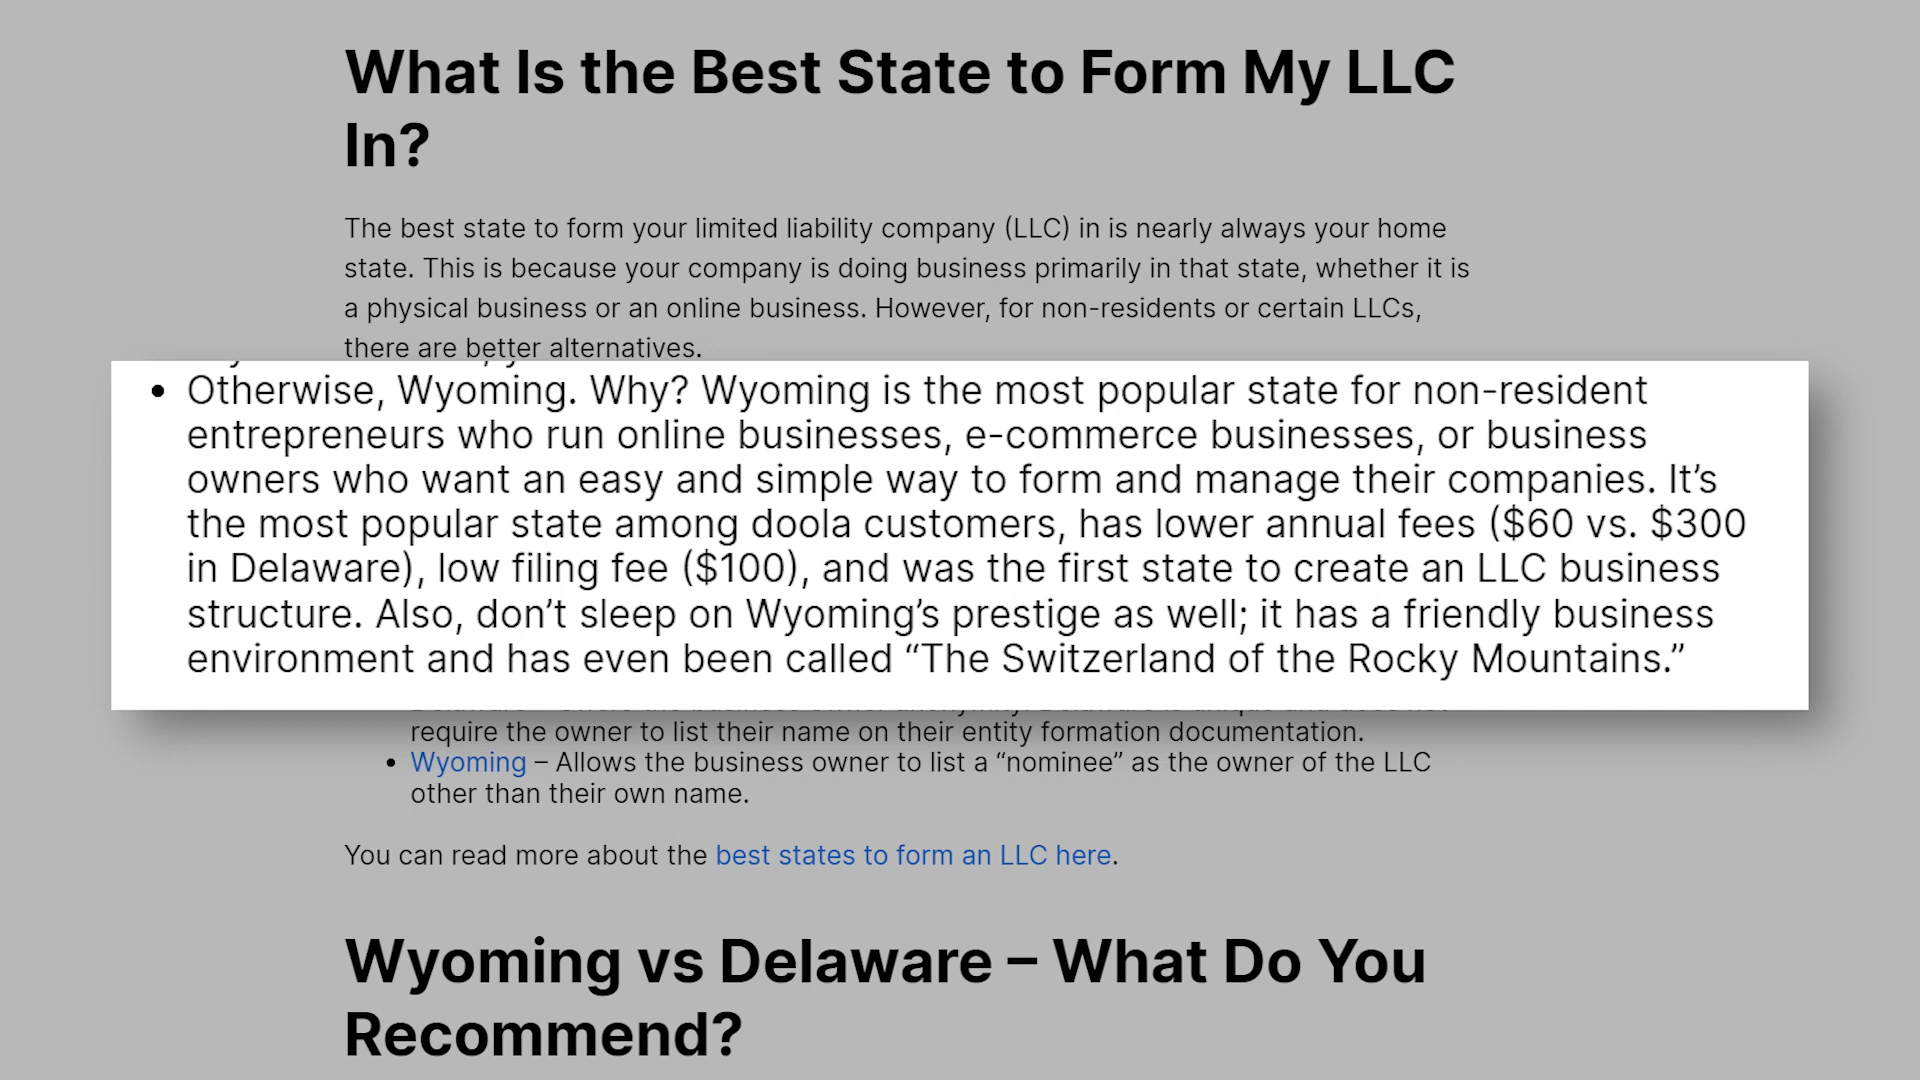 What Is the Best State to Form My LLC
In?
The best state to form your limited liability company (LLC) in is nearly always your home
state. This is because your company is doing business primarily in that state, whether it is
a physical business or an online business. However, for non-residents or certain LLCs,
there are better alternatives.
• Otherwise, Wyoming. Why? Wyoming is the most popular state for non-resident
entrepreneurs who run online businesses, e-commerce businesses, or business
owners who want an easy and simple way to form and manage their companies. It’s
the most popular state among doola customers, has lower annual fees ($60 vs. $300
in Delaware), low filing fee ($100), and was the first state to create an LLC business
structure. Also, don’t sleep on Wyoming’s prestige as well; it has a friendly business
environment and has even been called “The Switzerland of the Rocky Mountains.”
require the owner to list their name on their entity formation documentation.
• Wyoming – Allows the business owner to list a “nominee” as the owner of the LLC
other than their own name.
You can read more about the best states to form an LLC here.
Wyoming vs Delaware – What Do You
Recommend?